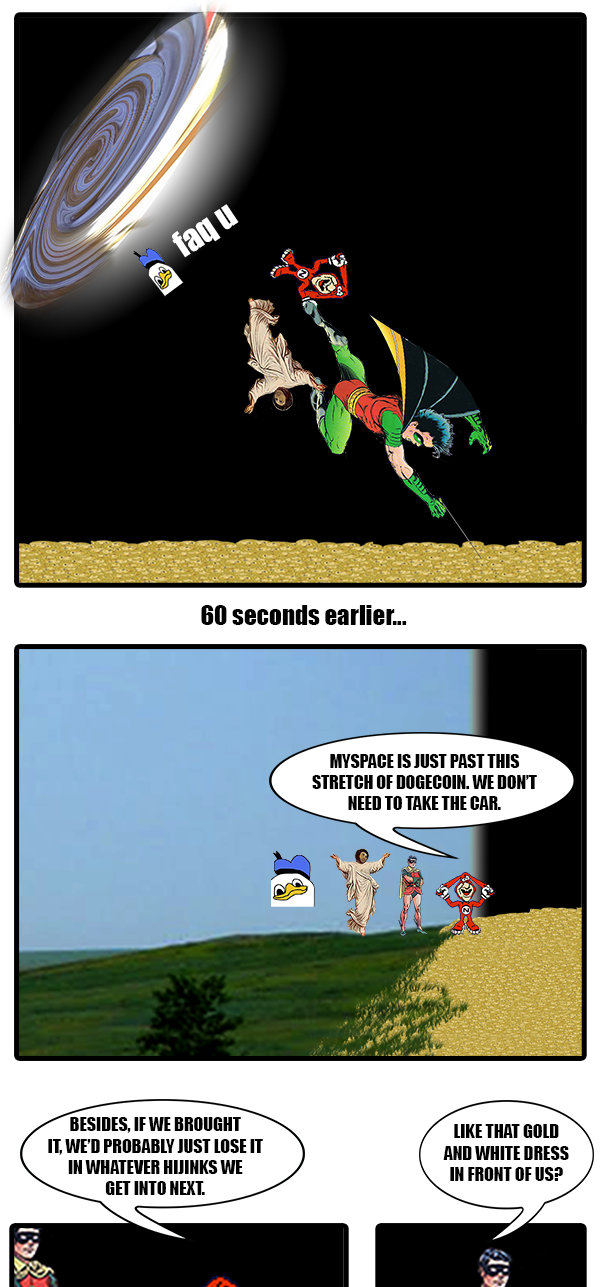 faq u
N
60 seconds earlier...
MYSPACE IS JUST PAST THIS
STRETCH OF DOGECOIN. WE DON'T
NEED TO TAKE THE CAR.
N
BESIDES, IF WE BROUGHT
IT, WE'D PROBABLY JUST LOSE IT
IN WHATEVER HIJINKS WE
GET INTO NEXT.
LIKE THAT GOLD
AND WHITE DRESS
IN FRONT OF US?